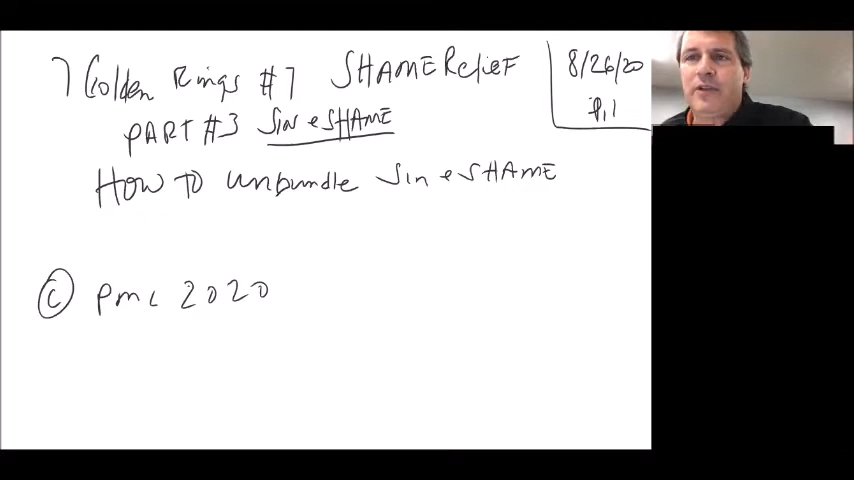 7 Golden Rings #7 SHAME Relief
PART #3 Sin & SHAME
How To unbundle Sin & SHAME
© PMC 2020
8/26/20
P.1